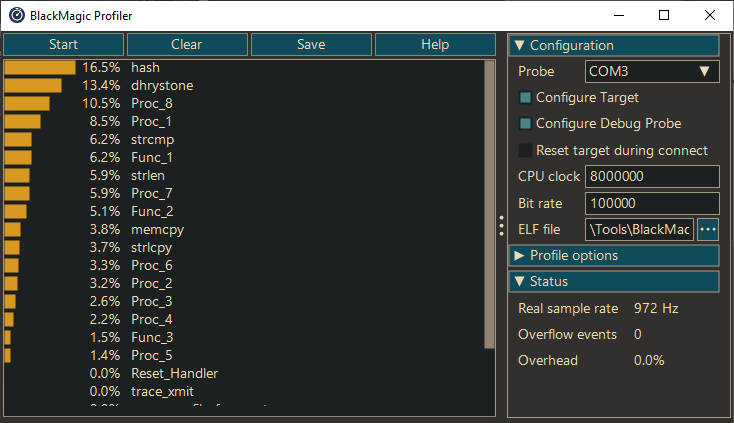 BlackMagic Profiler
Start Clear Save Help
16.5% hash
13.4% dhrystone
10.5% Proc_8
8.5% Proc_1
6.2% strcmp
6.2% Func_1
5.9% strlen
5.9% Proc_7
5.1% Func_2
3.8% memcpy
3.7% strlcpy
3.3% Proc_6
3.2% Proc_2
2.6% Proc_3
2.2% Proc_4
1.5% Func_3
1.4% Proc_5
0.0% Reset_Handler
0.0% trace_xmit
Configuration
Probe COM3
Configure Target
Configure Debug Probe
Reset target during connect
CPU clock 8000000
Bit rate 100000
ELF file \Tools\BlackMac
Profile options
Status
Real sample rate 972 Hz
Overflow events 0
Overhead 0.0%